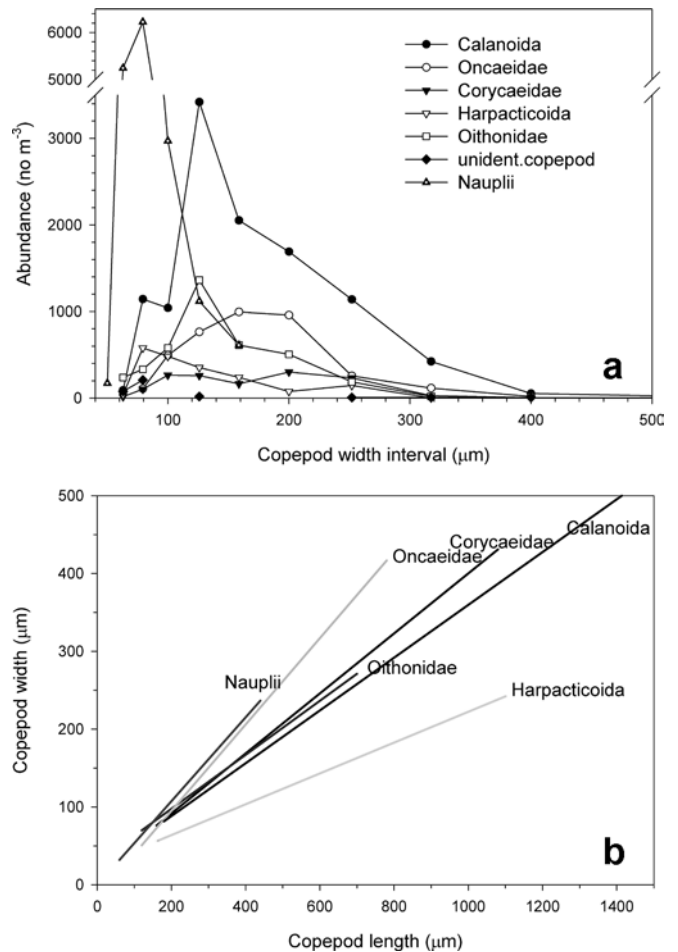 6000
5000
3000
2000
1000
0
Abundance (no m-3)
Calanoida
Oncaeidae
Corycaeidae
Harpacticoida
Oithonidae
unident.copepod
Nauplii
a
100 200 300 400 500
Copepod width interval (μm)
500
400
300
200
100
0
Copepod width (μm)
Calanoida
Corycaeidae
Oncaeidae
Oithonidae
Nauplii
Harpacticoida
b
0 200 400 600 800 1000 1200 1400
Copepod length (μm)